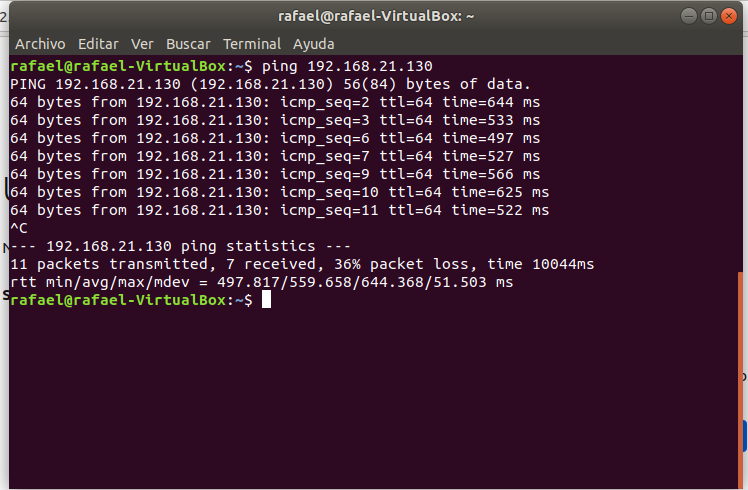 rafael@rafael-VirtualBox: ~
Archivo Editar Ver Buscar Terminal Ayuda
rafael@rafael-VirtualBox:~$ ping 192.168.21.130
PING 192.168.21.130 (192.168.21.130) 56(84) bytes of data.
64 bytes from 192.168.21.130: icmp_seq=2 ttl=64 time=644 ms
64 bytes from 192.168.21.130: icmp_seq=3 ttl=64 time=533 ms
64 bytes from 192.168.21.130: icmp_seq=6 ttl=64 time=497 ms
64 bytes from 192.168.21.130: icmp_seq=7 ttl=64 time=527 ms
64 bytes from 192.168.21.130: icmp_seq=9 ttl=64 time=566 ms
64 bytes from 192.168.21.130: icmp_seq=10 ttl=64 time=625 ms
64 bytes from 192.168.21.130: icmp_seq=11 ttl=64 time=522 ms
^C
--- 192.168.21.130 ping statistics ---
11 packets transmitted, 7 received, 36% packet loss, time 10044ms
rtt min/avg/max/mdev = 497.817/559.658/644.368/51.503 ms
rafael@rafael-VirtualBox:~$